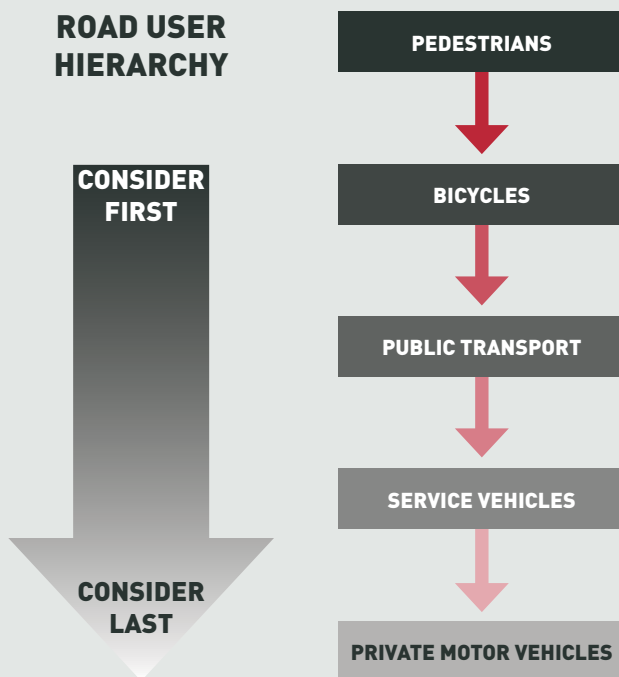 ROAD USER
HIERARCHY
CONSIDER
FIRST
CONSIDER
LAST
PEDESTRIANS
BICYCLES
PUBLIC TRANSPORT
SERVICE VEHICLES
PRIVATE MOTOR VEHICLES